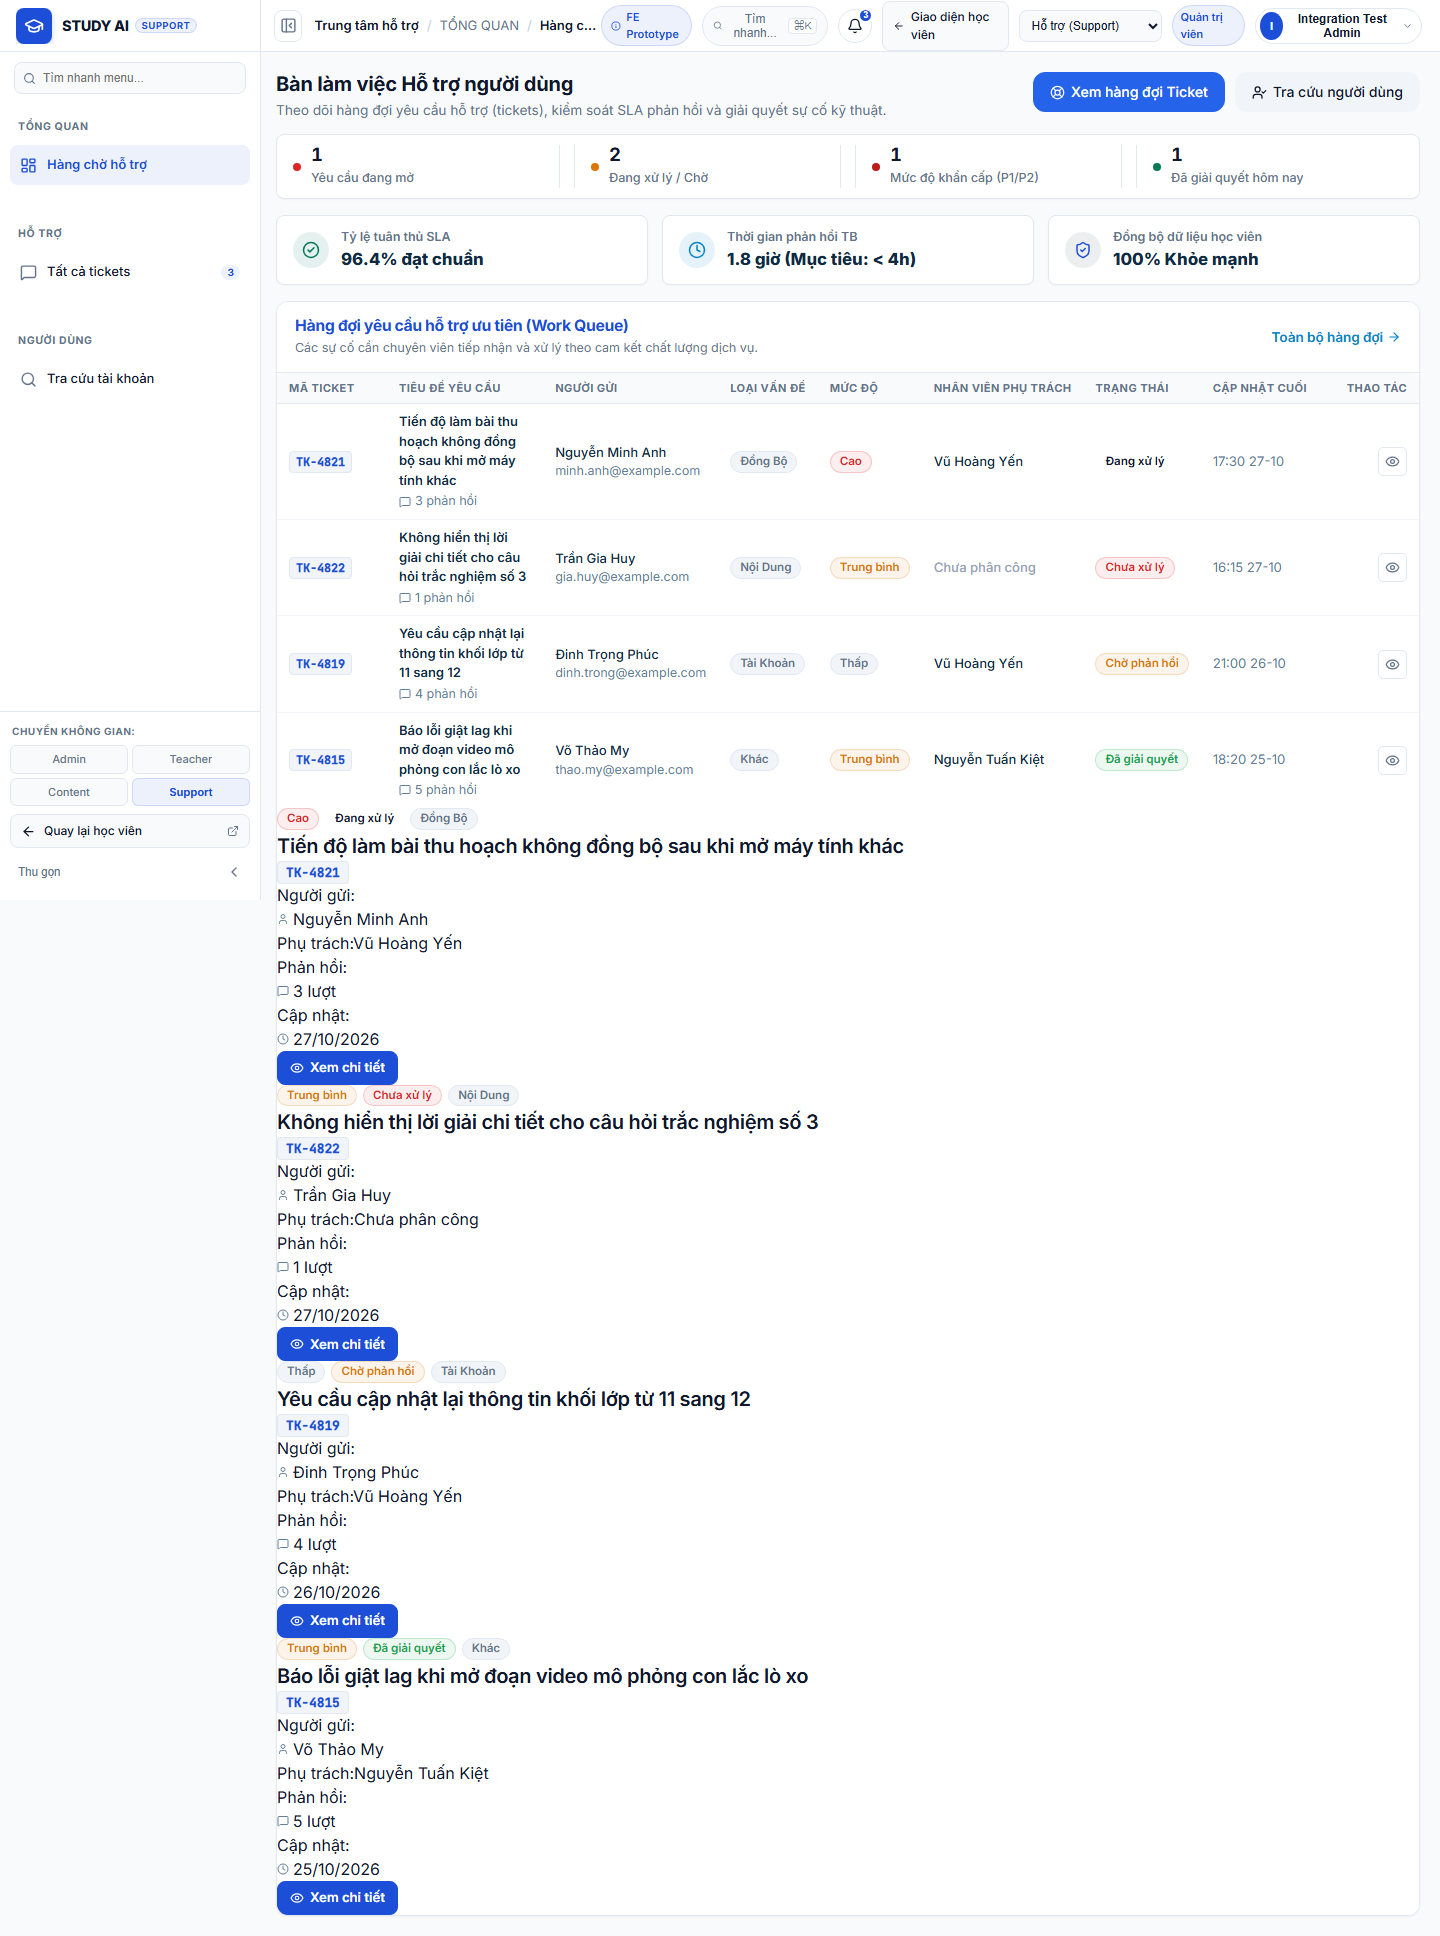 STUDY AI SUPPORT
Tìm nhanh menu...
TỔNG QUAN
Hàng chờ hỗ trợ
HỖ TRỢ
Tất cả tickets 3
NGƯỜI DÙNG
Tra cứu tài khoản
CHUYỂN KHÔNG GIAN:
Admin Teacher
Content Support
Quay lại học viên
Thu gọn
Trung tâm hỗ trợ / TỔNG QUAN / Hàng c...
FE Prototype
Tìm nhanh... ⌘K
3
Giao diện học viên
Hỗ trợ (Support)
Quản trị viên
I Integration Test Admin
Bàn làm việc Hỗ trợ người dùng
Theo dõi hàng đợi yêu cầu hỗ trợ (tickets), kiểm soát SLA phản hồi và giải quyết sự cố kỹ thuật.
Xem hàng đợi Ticket
Tra cứu người dùng
1
Yêu cầu đang mở
2
Đang xử lý / Chờ
1
Mức độ khẩn cấp (P1/P2)
1
Đã giải quyết hôm nay
Tỷ lệ tuân thủ SLA
96.4% đạt chuẩn
Thời gian phản hồi TB
1.8 giờ (Mục tiêu: < 4h)
Đồng bộ dữ liệu học viên
100% Khỏe mạnh
Hàng đợi yêu cầu hỗ trợ ưu tiên (Work Queue)
Các sự cố cần chuyên viên tiếp nhận và xử lý theo cam kết chất lượng dịch vụ.
Toàn bộ hàng đợi →
MÃ TICKET TIÊU ĐỀ YÊU CẦU NGƯỜI GỬI LOẠI VẤN ĐỀ MỨC ĐỘ NHÂN VIÊN PHỤ TRÁCH TRẠNG THÁI CẬP NHẬT CUỐI THAO TÁC
TK-4821
Tiến độ làm bài thu
hoạch không đồng
bộ sau khi mở máy
tính khác
3 phản hồi
Nguyễn Minh Anh
minh.anh@example.com
Đồng Bộ Cao Vũ Hoàng Yến Đang xử lý 17:30 27-10
TK-4822
Không hiển thị lời
giải chi tiết cho câu
hỏi trắc nghiệm số 3
1 phản hồi
Trần Gia Huy
gia.huy@example.com
Nội Dung Trung bình Chưa phân công Chưa xử lý 16:15 27-10
TK-4819
Yêu cầu cập nhật lại
thông tin khối lớp từ
11 sang 12
4 phản hồi
Đinh Trọng Phúc
dinh.trong@example.com
Tài Khoản Thấp Vũ Hoàng Yến Chờ phản hồi 21:00 26-10
TK-4815
Báo lỗi giật lag khi
mở đoạn video mô
phỏng con lắc lò xo
5 phản hồi
Võ Thảo My
thao.my@example.com
Khác Trung bình Nguyễn Tuấn Kiệt Đã giải quyết 18:20 25-10
Cao Đang xử lý Đồng Bộ
Tiến độ làm bài thu hoạch không đồng bộ sau khi mở máy tính khác
TK-4821
Người gửi:
Nguyễn Minh Anh
Phụ trách:Vũ Hoàng Yến
Phản hồi:
3 lượt
Cập nhật:
27/10/2026
Xem chi tiết
Trung bình Chưa xử lý Nội Dung
Không hiển thị lời giải chi tiết cho câu hỏi trắc nghiệm số 3
TK-4822
Người gửi:
Trần Gia Huy
Phụ trách:Chưa phân công
Phản hồi:
1 lượt
Cập nhật:
27/10/2026
Xem chi tiết
Thấp Chờ phản hồi Tài Khoản
Yêu cầu cập nhật lại thông tin khối lớp từ 11 sang 12
TK-4819
Người gửi:
Đinh Trọng Phúc
Phụ trách:Vũ Hoàng Yến
Phản hồi:
4 lượt
Cập nhật:
26/10/2026
Xem chi tiết
Trung bình Đã giải quyết Khác
Báo lỗi giật lag khi mở đoạn video mô phỏng con lắc lò xo
TK-4815
Người gửi:
Võ Thảo My
Phụ trách:Nguyễn Tuấn Kiệt
Phản hồi:
5 lượt
Cập nhật:
25/10/2026
Xem chi tiết